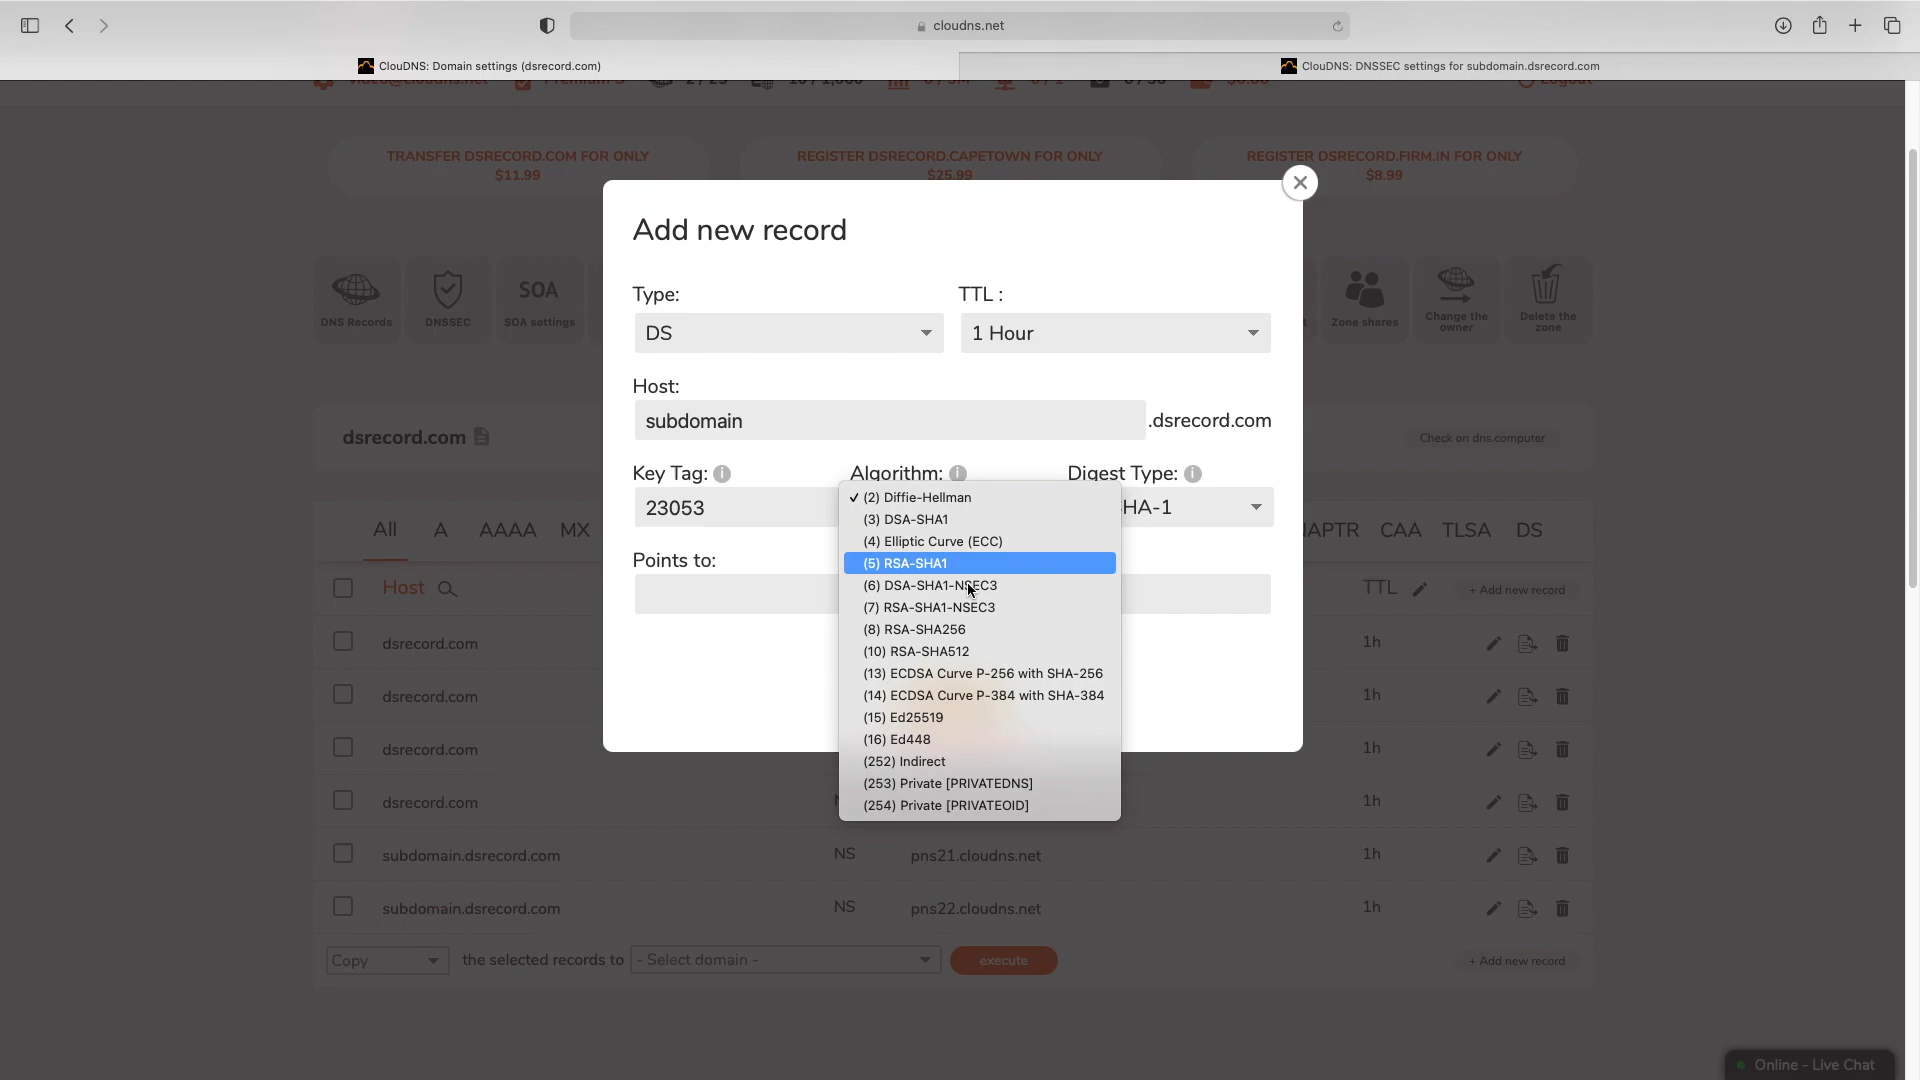 cloudns.net
ClouDNS: Domain settings (dsrecord.com)
ClouDNS: DNSSEC settings for subdomain.dsrecord.com
TRANSFER DSRECORD.COM FOR ONLY
$11.99
REGISTER DSRECORD.CAPETOWN FOR ONLY
$25.99
REGISTER DSRECORD.FIRM.IN FOR ONLY
$8.99
Add new record
Type:
TTL :
DS
1 Hour
DNS Records
DNSSEC
SOA
SOA settings
Zone shares
Change the
owner
Delete the
zone
Host:
subdomain
.dsrecord.com
dsrecord.com
Check on dns.computer
Key Tag:
Algorithm:
Digest Type:
23053
HA-1
✓ (2) Diffie-Hellman
(3) DSA-SHA1
(4) Elliptic Curve (ECC)
(5) RSA-SHA1
(6) DSA-SHA1-NSEC3
(7) RSA-SHA1-NSEC3
(8) RSA-SHA256
(10) RSA-SHA512
(13) ECDSA Curve P-256 with SHA-256
(14) ECDSA Curve P-384 with SHA-384
(15) Ed25519
(16) Ed448
(252) Indirect
(253) Private [PRIVATEDNS]
(254) Private [PRIVATEOID]
Points to:
All A AAAA MX
APTR CAA TLSA DS
Host
TTL
+ Add new record
dsrecord.com 1h
dsrecord.com 1h
dsrecord.com 1h
dsrecord.com 1h
subdomain.dsrecord.com NS pns21.cloudns.net 1h
subdomain.dsrecord.com NS pns22.cloudns.net 1h
Copy the selected records to - Select domain - execute
+ Add new record
Online - Live Chat